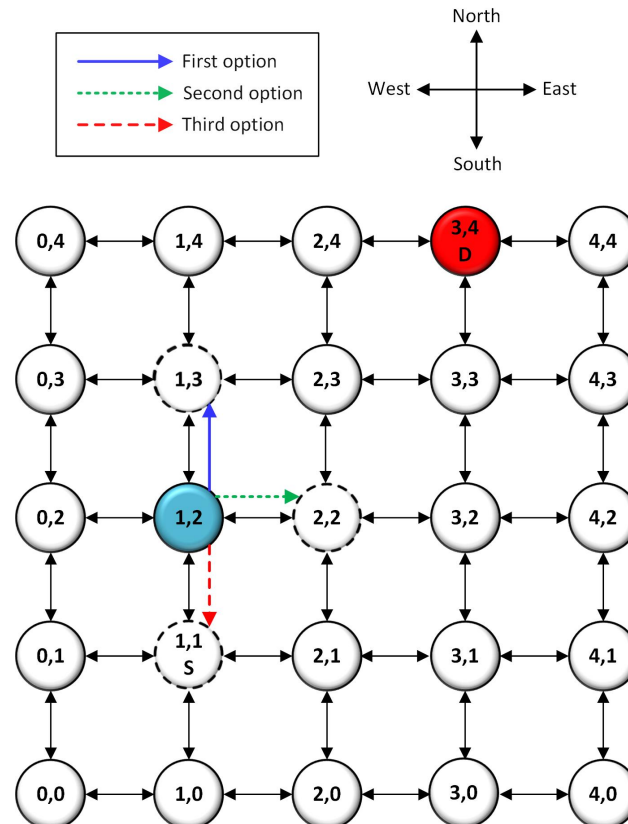 North
First option
Second option
Third option
West
East
South
0,4
1,4
2,4
3,4
D
4,4
0,3
1,3
2,3
3,3
4,3
0,2
1,2
2,2
3,2
4,2
0,1
1,1
S
2,1
3,1
4,1
0,0
1,0
2,0
3,0
4,0